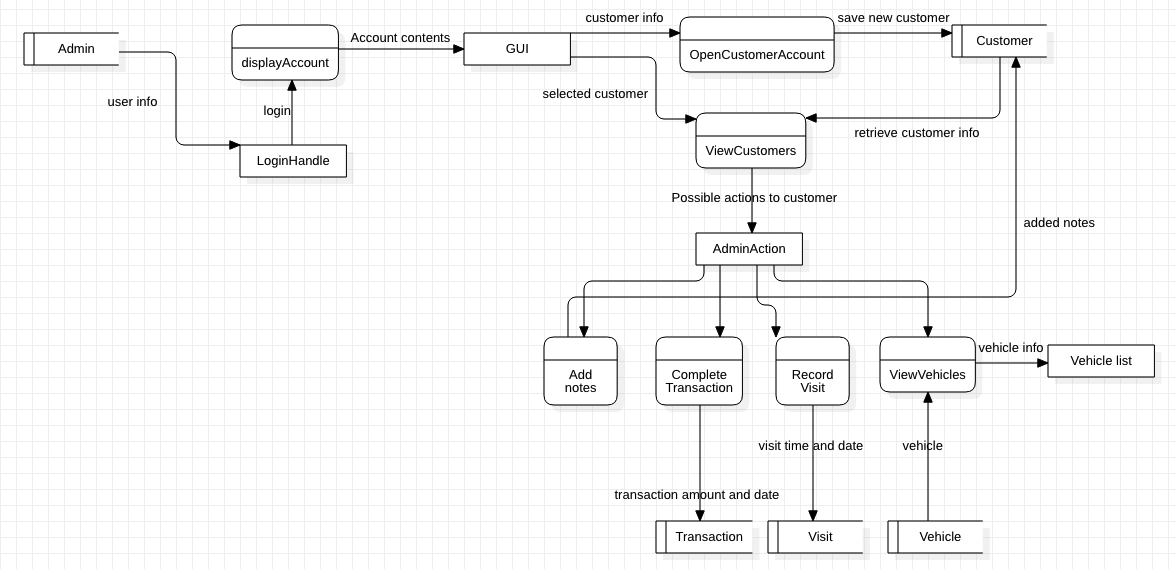 customer info
save new customer
Admin
Account contents
GUI
Customer
displayAccount
OpenCustomerAccount
user info
selected customer
login
retrieve customer info
LoginHandle
ViewCustomers
Possible actions to customer
added notes
AdminAction
vehicle info
Vehicle list
Add
notes
Complete
Transaction
Record
Visit
ViewVehicles
visit time and date
vehicle
transaction amount and date
Transaction
Visit
Vehicle